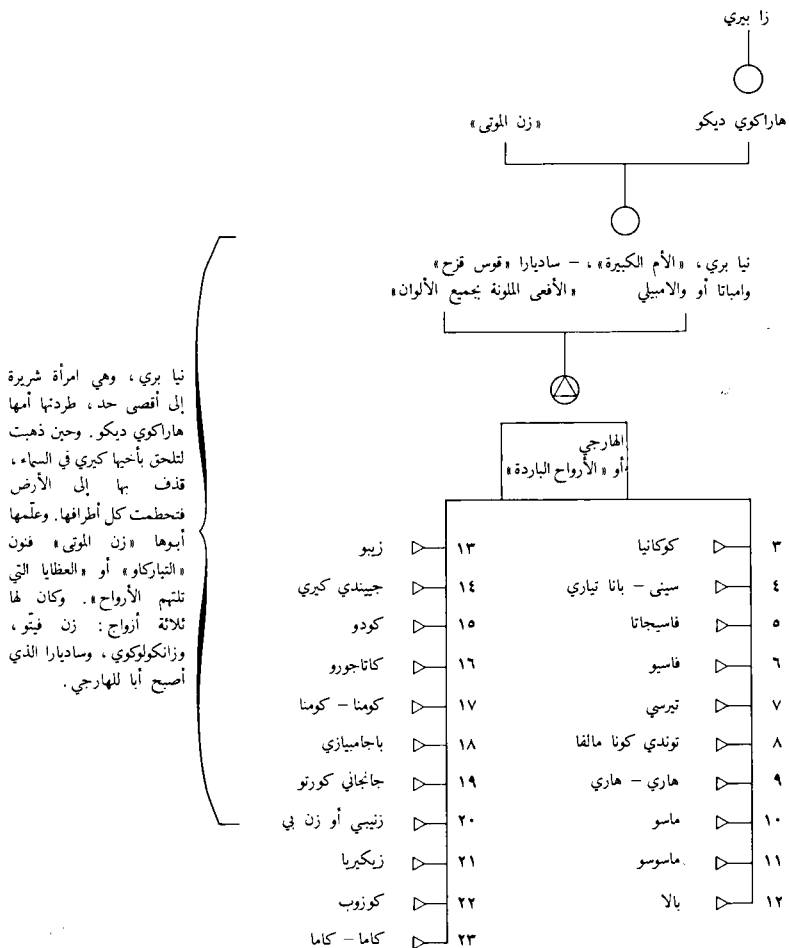 زا بيري
هاراكوي ديكو
«زن الموتى»
نيا بري، «الأم الكبيرة»، – ساديارا «قوس قزح»
وامباتا أو والامبيلي «الأفعى الملونة بجميع الألوان»
الهارجي
أو «الأرواح الباردة»
٣ كوكانيا
٤ سينى – بانا تياري
٥ فاسيجاتا
٦ فاسيو
٧ تيرسي
٨ توندي كونا مالفا
٩ هاري – هاري
١٠ ماسو
١١ ماسوسو
١٢ بالا
١٣ زيبو
١٤ جييندي كيري
١٥ كودو
١٦ كاتاجورو
١٧ كومنا – كومنا
١٨ باجامبيازي
١٩ جانجاني كورتو
٢٠ زنيبي أو زن بي
٢١ زيكيريا
٢٢ كوزوب
٢٣ كاما – كاما
نيا بري، وهي امرأة شريرة
إلى أقصى حد، طردتها أمها
هاراكوي ديكو. وحين ذهبت
لتلحق بأخيها كيري في السماء،
قذف بها إلى الأرض
فتحطمت كل أطرافها. وعلّمها
أبوها «زن الموتى» فنون
«التياركاو» أو «العظايا التي
تلتهم الأرواح». وكان لها
ثلاثة أزواج: زن فيتّو،
وزانكولوكوي، وساديارا الذي
أصبح أبا للهارجي.